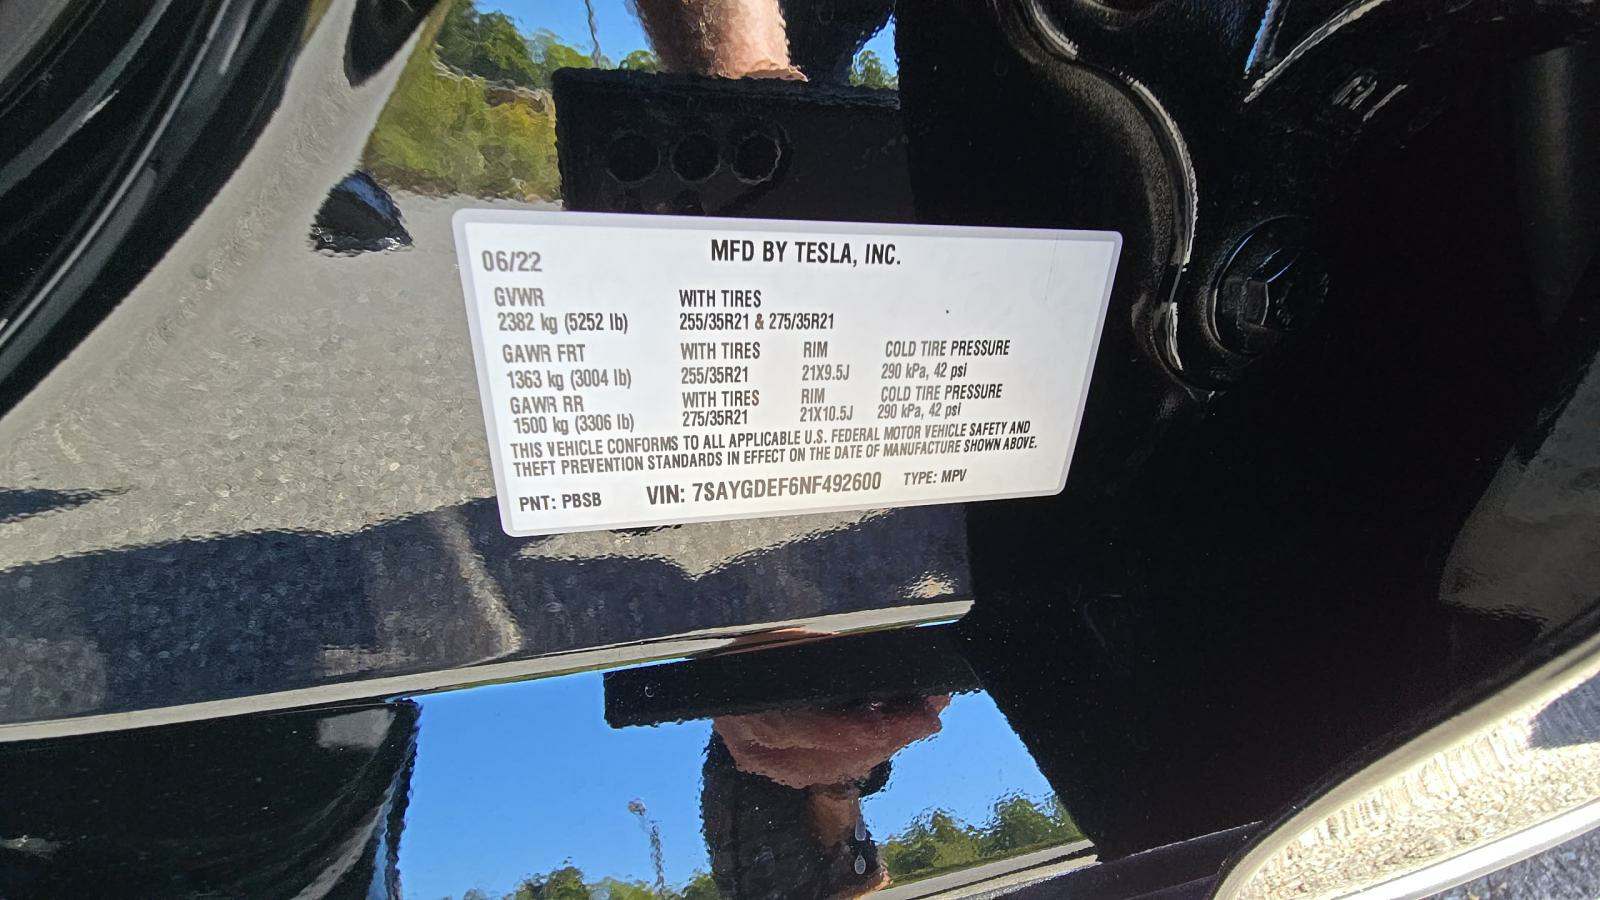 MFD BY TESLA, INC.
06/22
GVWR WITH TIRES
2382 kg (5252 lb) 255/35R21 & 275/35R21
GAWR FRT WITH TIRES RIM COLD TIRE PRESSURE
1363 kg (3004 lb) 255/35R21 21X9.5J 290 kPa, 42 psi
GAWR RR WITH TIRES RIM COLD TIRE PRESSURE
1500 kg (3306 lb) 275/35R21 21X10.5J 290 kPa, 42 psi
THIS VEHICLE CONFORMS TO ALL APPLICABLE U.S. FEDERAL MOTOR VEHICLE SAFETY AND
THEFT PREVENTION STANDARDS IN EFFECT ON THE DATE OF MANUFACTURE SHOWN ABOVE.
PNT: PBSB VIN: 7SAYGDEF6NF492600 TYPE: MPV